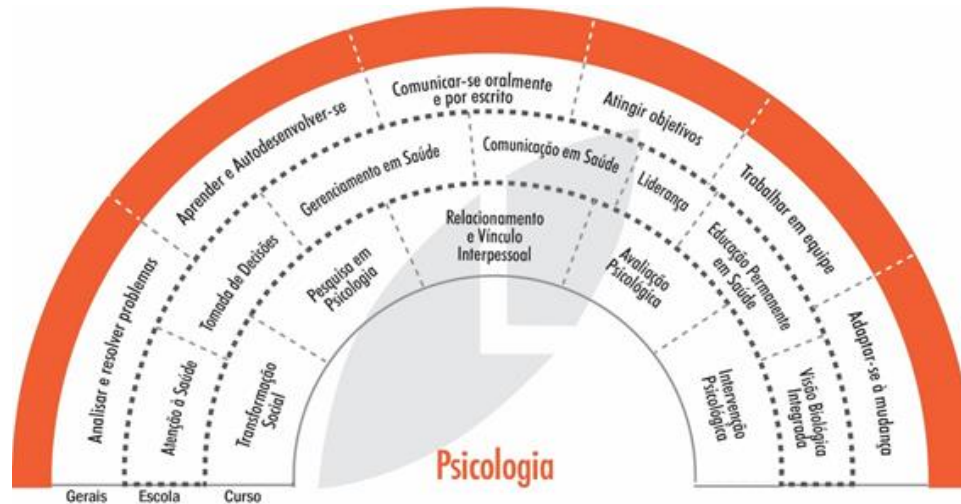 Analisar e resolver problemas
Aprender e Autodesenvolver-se
Comunicar-se oralmente
e por escrito
Atingir objetivos
Trabalhar em equipe
Adaptar-se à mudança
Atenção à Saúde
Tomada de Decisões
Gerenciamento em Saúde
Comunicação em Saúde
Liderança
Educação Permanente
em Saúde
Visão Biológica
Integrada
Transformação
Social
Pesquisa em
Psicologia
Relacionamento
e Vínculo
Interpessoal
Avaliação
Psicológica
Intervenção
Psicológica
Psicologia
Gerais
Escola
Curso